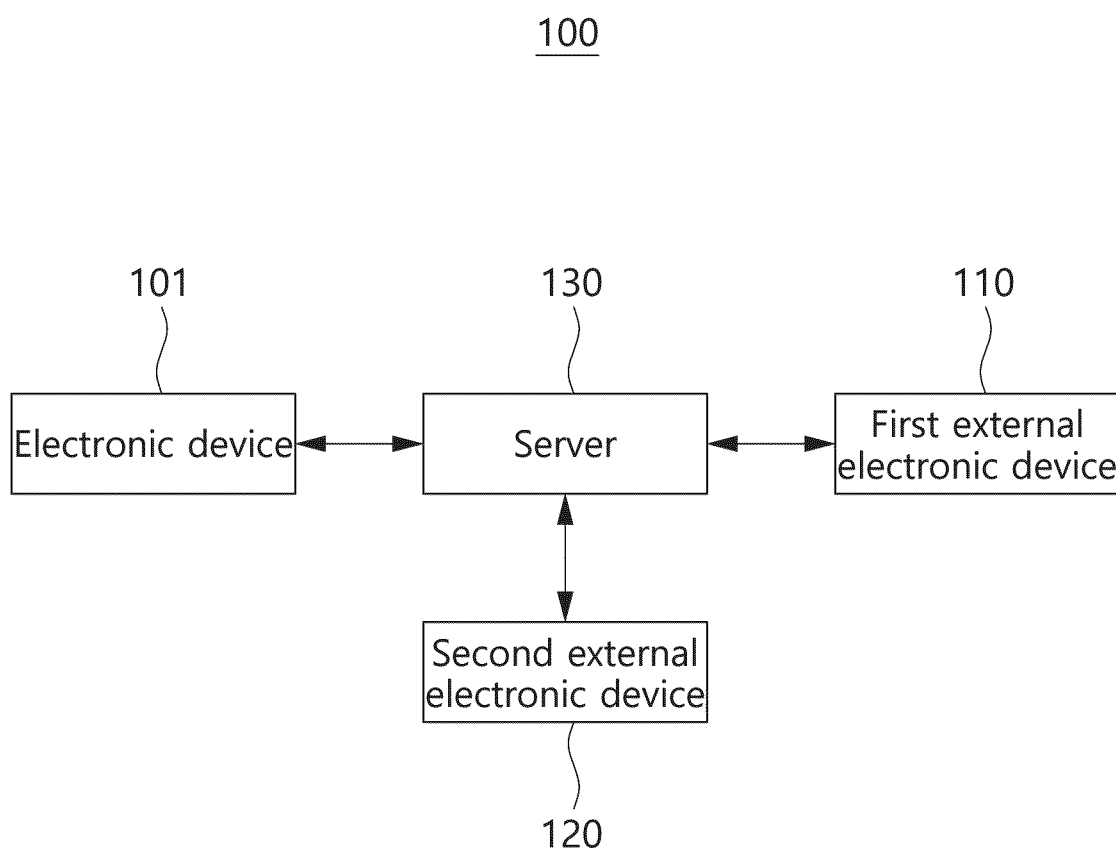 100
101
130
110
Electronic device
Server
First external
electronic device
Second external
electronic device
120